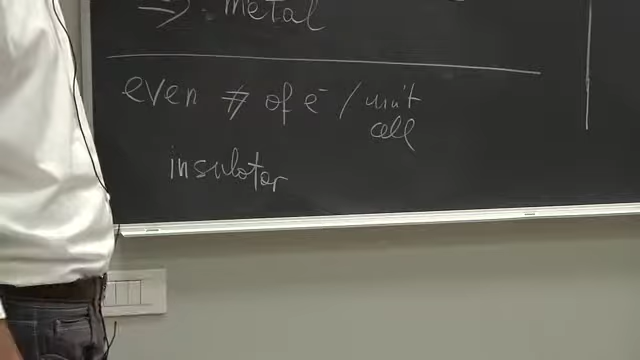 ⇒. metal
even # of e⁻ / unit
cell
insulator